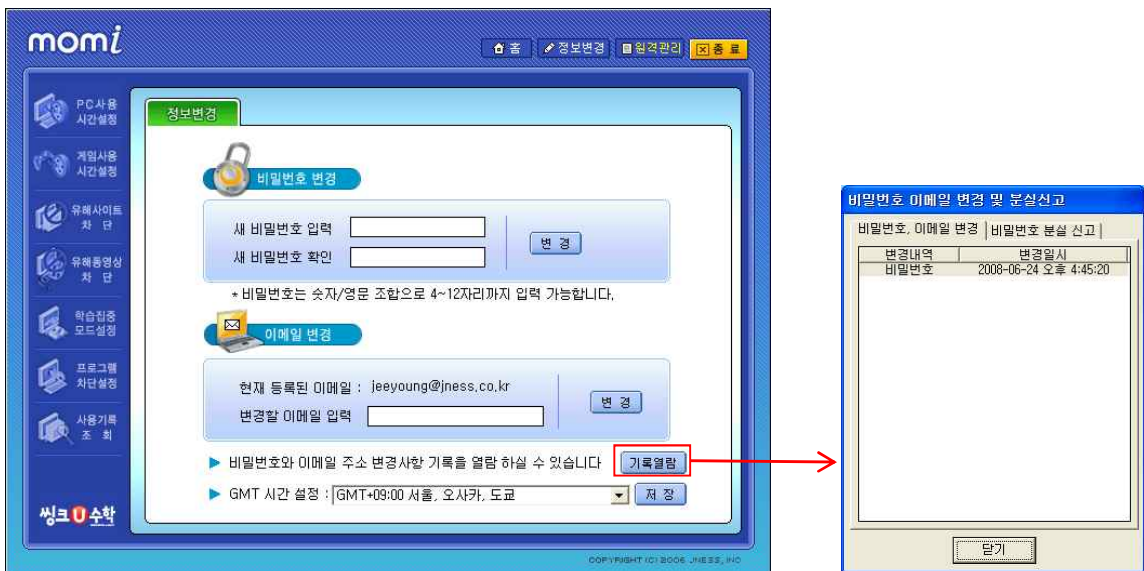 momi
홈 정보변경 원격관리 종 료
PC사용
시간설정
게임사용
시간설정
유해사이트
차 단
유해동영상
차 단
학습집중
모드설정
프로그램
차단설정
사용기록
조 회
씽크U수학
정보변경
비밀번호 변경
새 비밀번호 입력
새 비밀번호 확인
변 경
* 비밀번호는 숫자/영문 조합으로 4~12자리까지 입력 가능합니다.
이메일 변경
현재 등록된 이메일 : jeeyoung@jness.co.kr
변경할 이메일 입력
변 경
비밀번호와 이메일 주소 변경사항 기록을 열람 하실 수 있습니다 기록열람
GMT 시간 설정 : GMT+09:00 서울, 오사카, 도쿄 저 장
COPYRIGHT (C) 2006 JNESS, INC
비밀번호 이메일 변경 및 분실신고
비밀번호, 이메일 변경 비밀번호 분실 신고
변경내역 변경일시
비밀번호 2008-06-24 오후 4:45:20
닫기